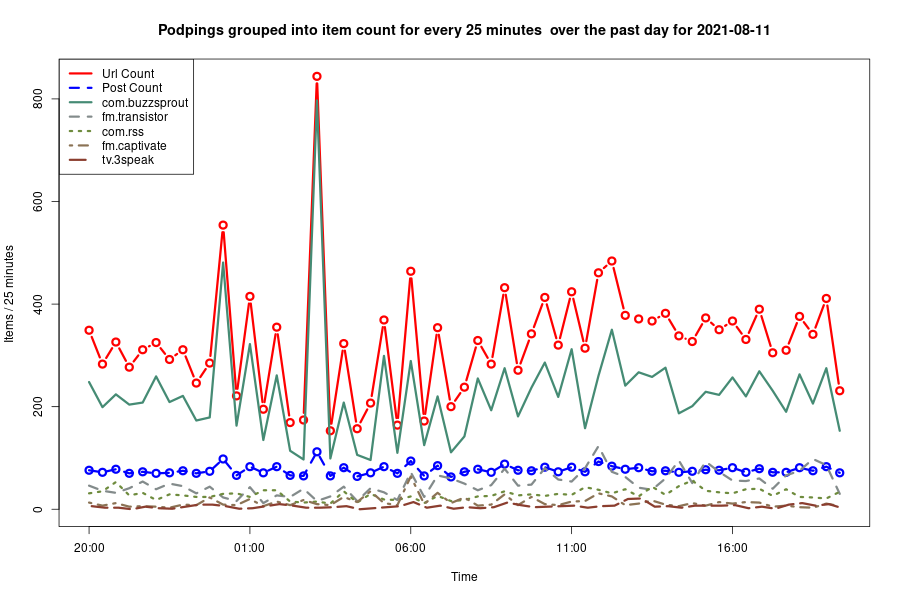 Podpings grouped into item count for every 25 minutes  over the past day for 2021-08-11
Url Count
Post Count
com.buzzsprout
fm.transistor
com.rss
fm.captivate
tv.3speak
Items / 25 minutes
800
600
400
200
0
20:00
01:00
06:00
11:00
16:00
Time